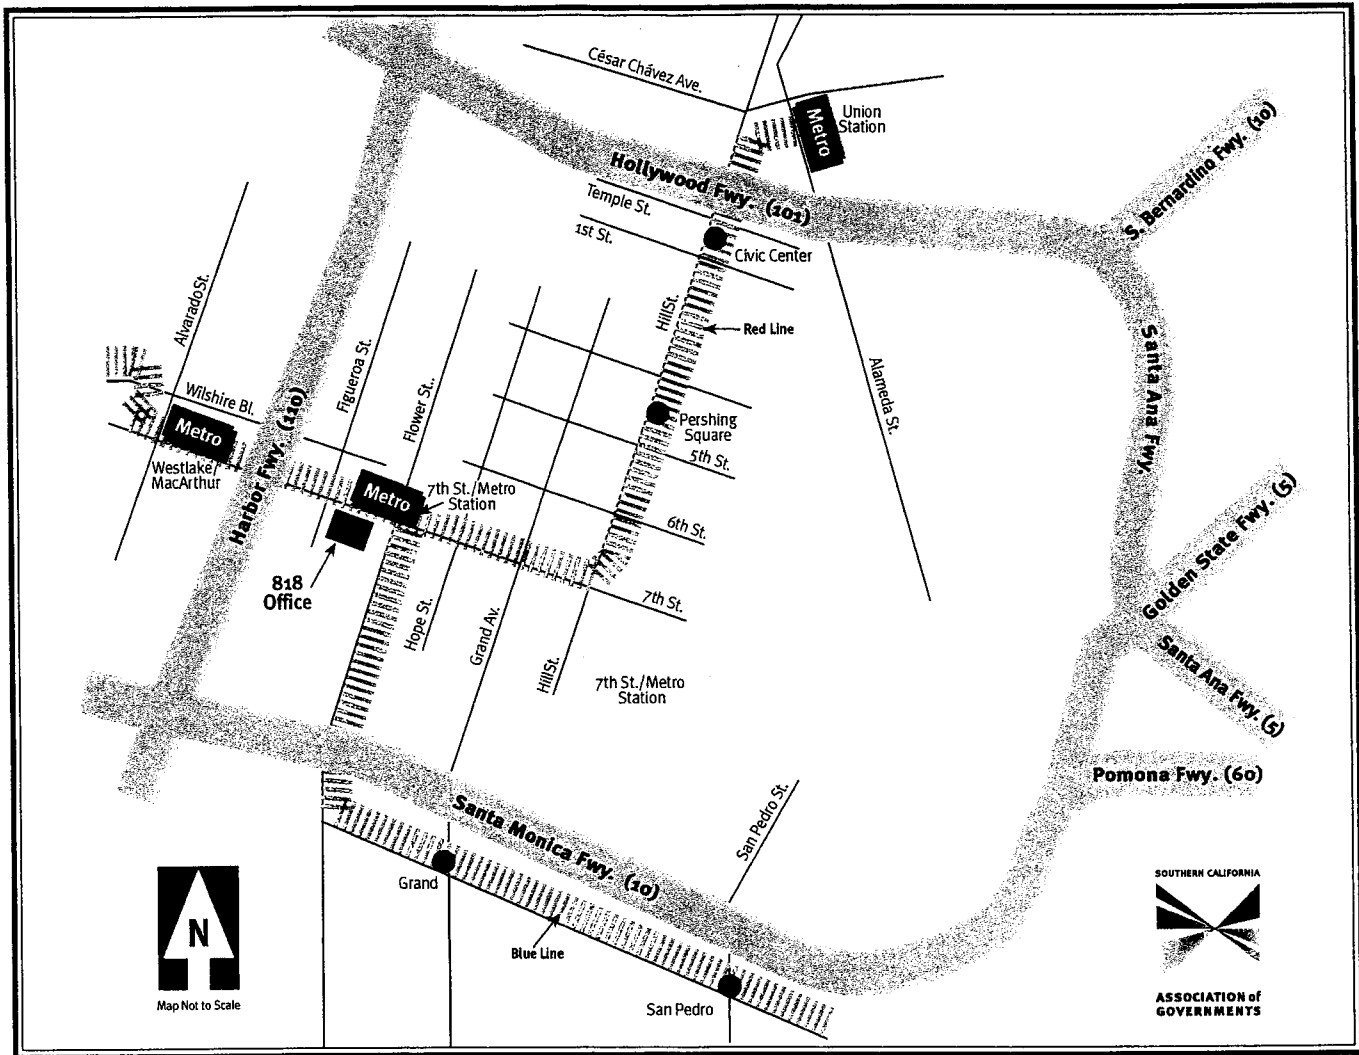 César Chávez Ave.
Metro
Union
Station
Hollywood Fwy. (101)
S. Bernardino Fwy. (10)
Temple St.
1st St.
Civic Center
Alvarado St.
Hill St.
Red Line
Santa Ana Fwy.
Figueroa St.
Flower St..
Alameda St.
Wilshire Bl.
Harbor Fwy. (110)
Metro
Westlake/
MacArthur
Pershing
Square
5th St.
Metro
7th St./Metro
Station
6th St.
Golden State Fwy. (5)
818
Office
7th St.
Hope St.
Grand Av.
Hill St.
7th St./Metro
Station
Santa Ana Fwy. (5)
Pomona Fwy. (60)
Santa Monica Fwy. (10)
San Pedro St.
Grand
Blue Line
San Pedro
N
Map Not to Scale
SOUTHERN CALIFORNIA
ASSOCIATION of
GOVERNMENTS